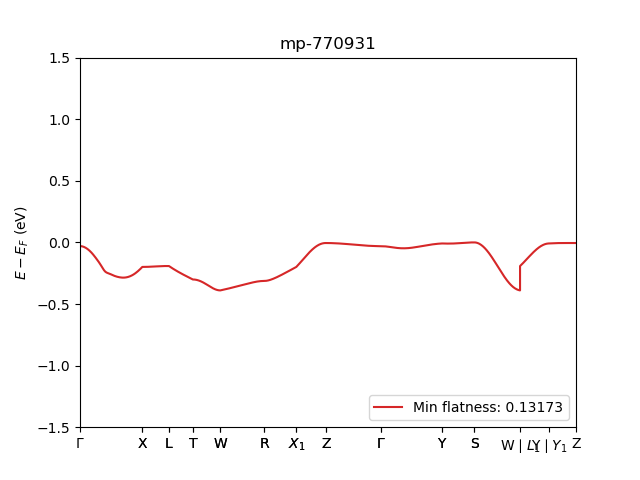 mp-770931
1.5
1.0
0.5
0.0
−0.5
−1.0
−1.5
E − E_F (eV)
Min flatness: 0.13173
Γ X L T W R X₁ Z Γ Y S W | L Y₁ | Y₁ Z